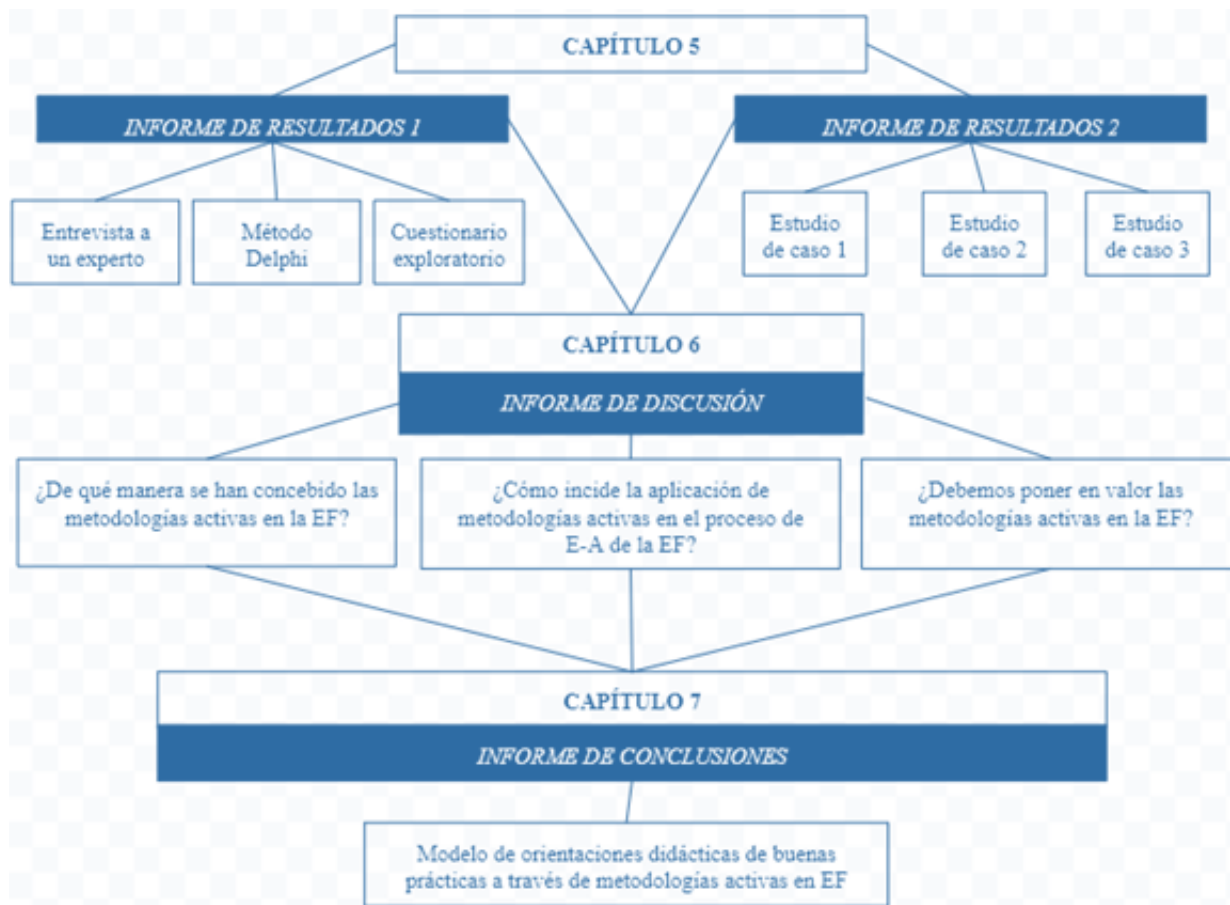 CAPÍTULO 5
INFORME DE RESULTADOS 1
INFORME DE RESULTADOS 2
Entrevista a
un experto
Método
Delphi
Cuestionario
exploratorio
Estudio
de caso 1
Estudio
de caso 2
Estudio
de caso 3
CAPÍTULO 6
INFORME DE DISCUSIÓN
¿De qué manera se han concebido las
metodologías activas en la EF?
¿Cómo incide la aplicación de
metodologías activas en el proceso de
E-A de la EF?
¿Debemos poner en valor las
metodologías activas en la EF?
CAPÍTULO 7
INFORME DE CONCLUSIONES
Modelo de orientaciones didácticas de buenas
prácticas a través de metodologías activas en EF